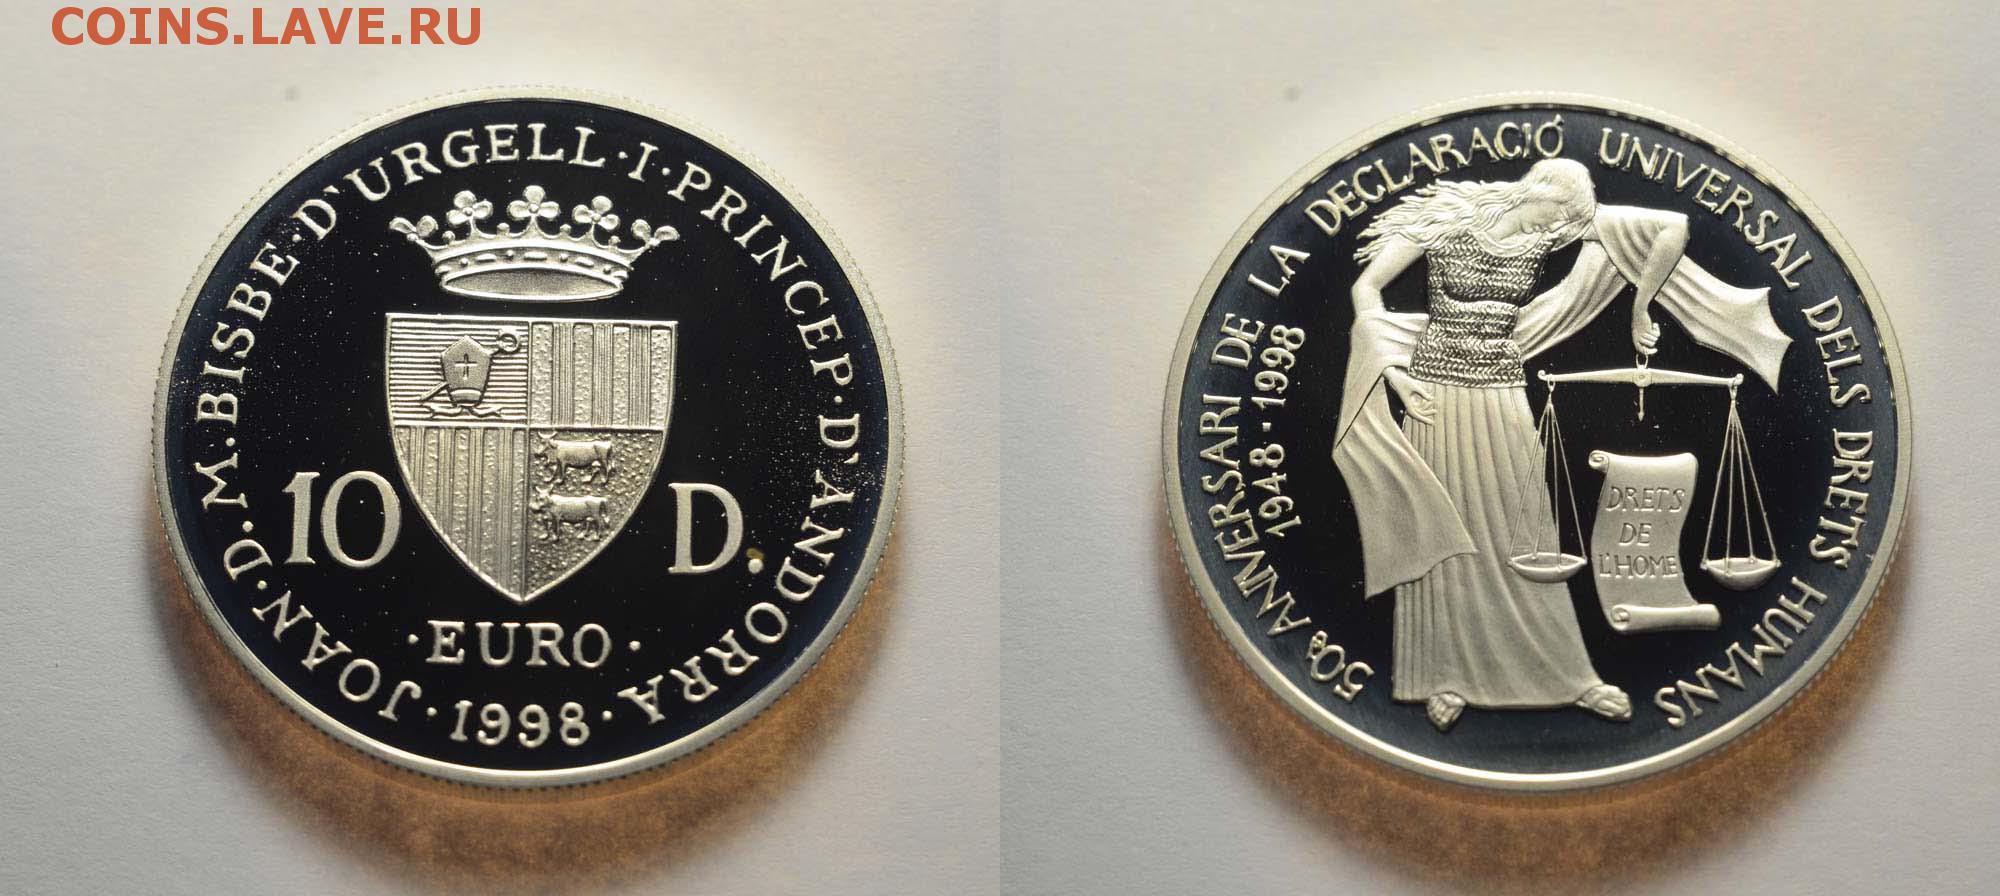 COINS.LAVE.RU
JOAN·D.M.BISBE·D'URGELL·I·PRINCEP·D'ANDORRA·
10 D.
·EURO·
1998
50è ANIVERSARI DE LA DECLARACIÓ UNIVERSAL DELS DRETS HUMANS
1948·1998
DRETS
DE
L'HOME